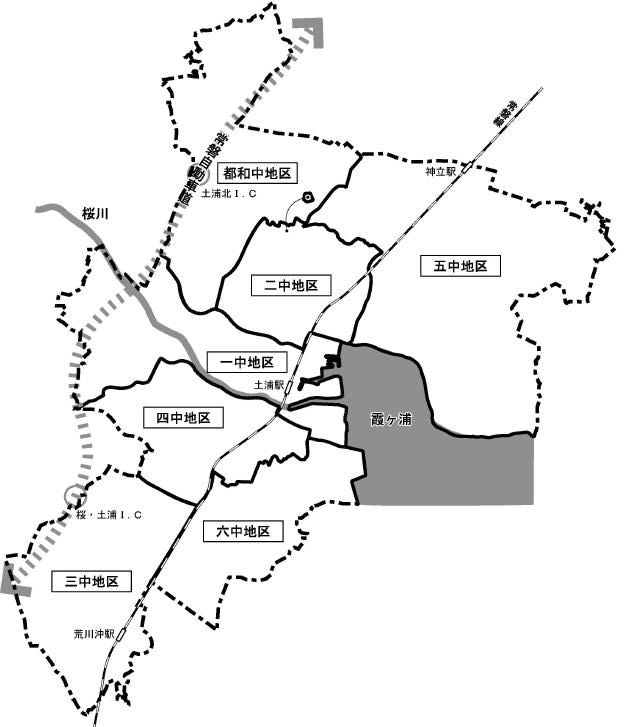 常磐線
常磐自動車道
都和中地区
神立駅
土浦北I.C
桜川
五中地区
二中地区
一中地区
土浦駅
四中地区
霞ヶ浦
桜・土浦I.C
六中地区
三中地区
荒川沖駅